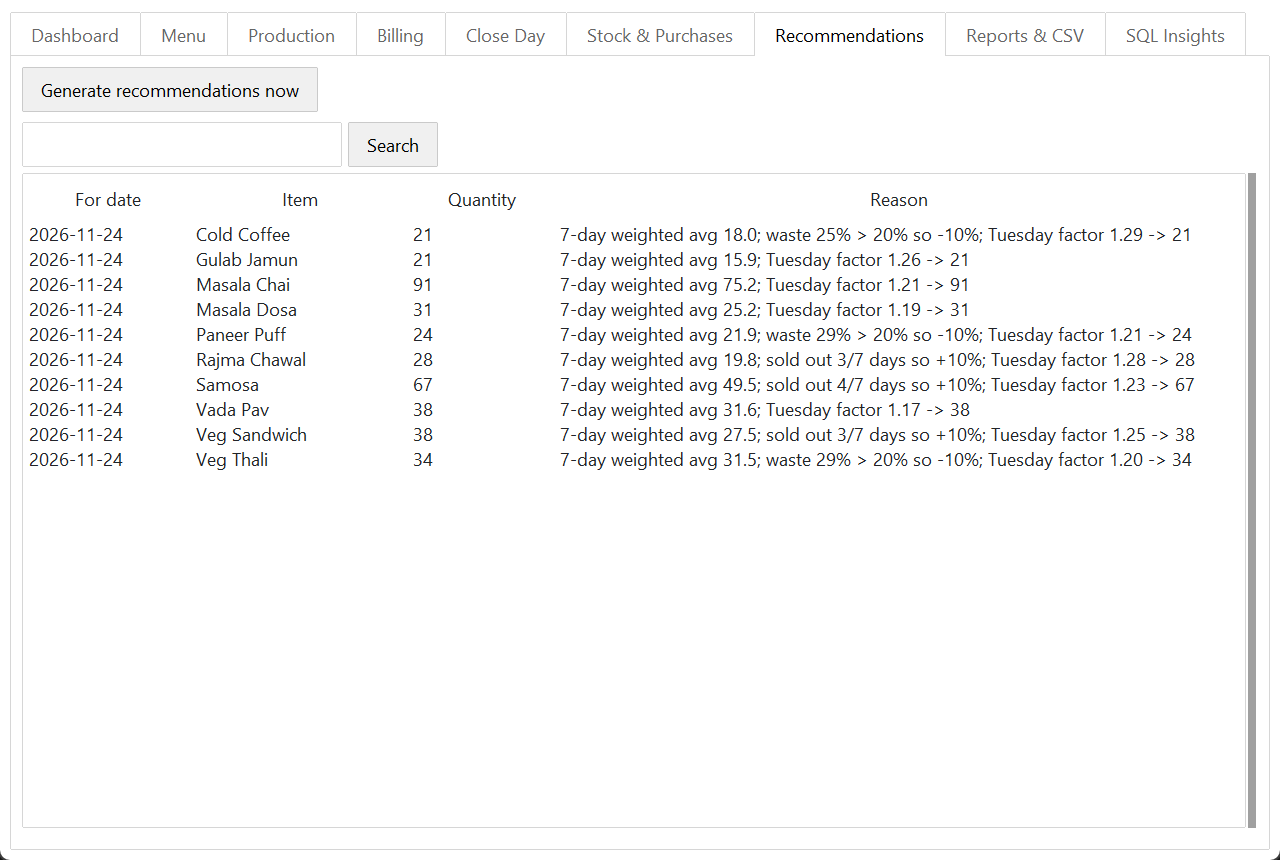 Dashboard Menu Production Billing Close Day Stock & Purchases Recommendations Reports & CSV SQL Insights
Generate recommendations now
Search
For date Item Quantity Reason
2026-11-24 Cold Coffee 21 7-day weighted avg 18.0; waste 25% > 20% so -10%; Tuesday factor 1.29 -> 21
2026-11-24 Gulab Jamun 21 7-day weighted avg 15.9; Tuesday factor 1.26 -> 21
2026-11-24 Masala Chai 91 7-day weighted avg 75.2; Tuesday factor 1.21 -> 91
2026-11-24 Masala Dosa 31 7-day weighted avg 25.2; Tuesday factor 1.19 -> 31
2026-11-24 Paneer Puff 24 7-day weighted avg 21.9; waste 29% > 20% so -10%; Tuesday factor 1.21 -> 24
2026-11-24 Rajma Chawal 28 7-day weighted avg 19.8; sold out 3/7 days so +10%; Tuesday factor 1.28 -> 28
2026-11-24 Samosa 67 7-day weighted avg 49.5; sold out 4/7 days so +10%; Tuesday factor 1.23 -> 67
2026-11-24 Vada Pav 38 7-day weighted avg 31.6; Tuesday factor 1.17 -> 38
2026-11-24 Veg Sandwich 38 7-day weighted avg 27.5; sold out 3/7 days so +10%; Tuesday factor 1.25 -> 38
2026-11-24 Veg Thali 34 7-day weighted avg 31.5; waste 29% > 20% so -10%; Tuesday factor 1.20 -> 34